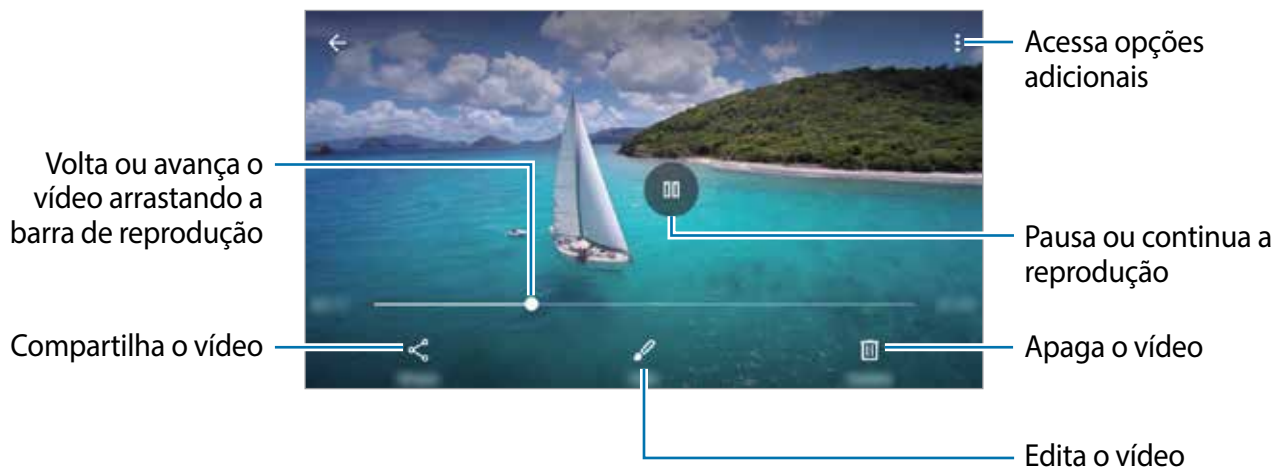 Acessa opções
adicionais
Volta ou avança o
vídeo arrastando a
barra de reprodução
Pausa ou continua a
reprodução
Compartilha o vídeo
Apaga o vídeo
Edita o vídeo